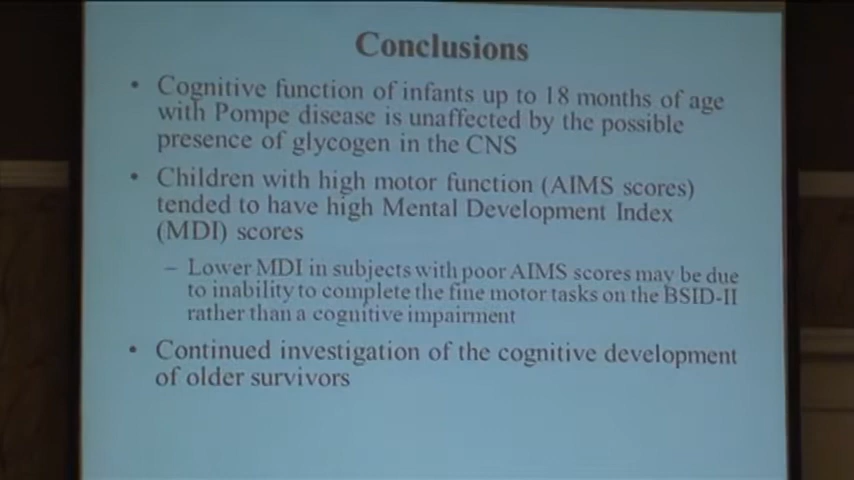 Conclusions
• Cognitive function of infants up to 18 months of age
with Pompe disease is unaffected by the possible
presence of glycogen in the CNS
• Children with high motor function (AIMS scores)
tended to have high Mental Development Index
(MDI) scores
– Lower MDI in subjects with poor AIMS scores may be due
to inability to complete the fine motor tasks on the BSID-II
rather than a cognitive impairment
• Continued investigation of the cognitive development
of older survivors